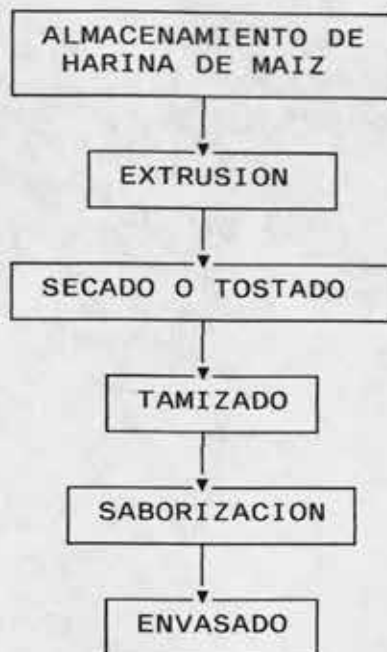 ALMACENAMIENTO DE
HARINA DE MAIZ
EXTRUSION
SECADO O TOSTADO
TAMIZADO
SABORIZACION
ENVASADO